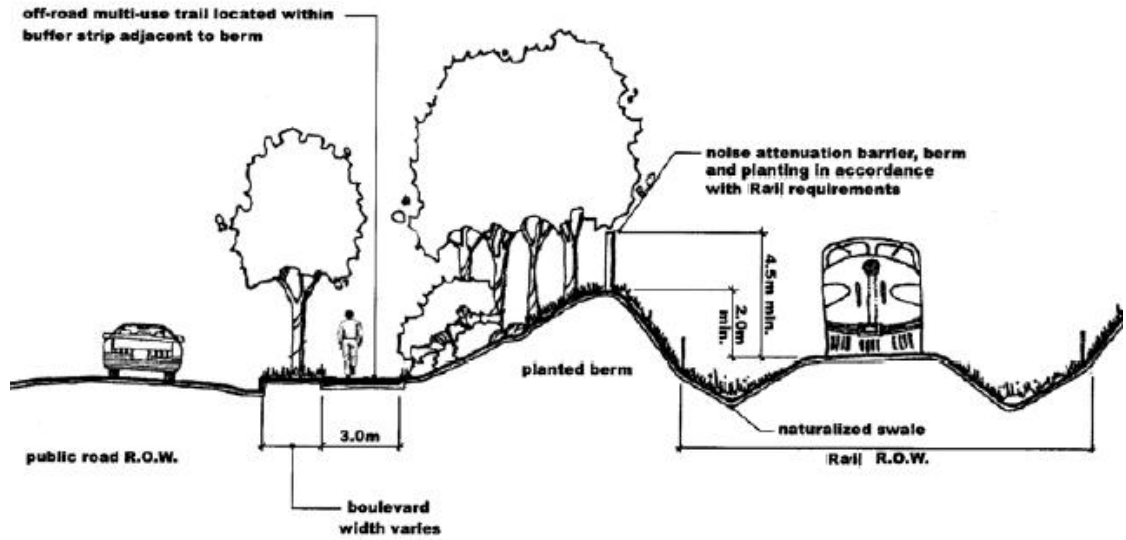 off-road multi-use trail located within
buffer strip adjacent to berm
noise attenuation barrier, berm
and planting in accordance
with Rail requirements
4.5m min.
2.0m
min.
planted berm
3.0m
naturalized swale
public road R.O.W.
Rail R.O.W.
boulevard
width varies